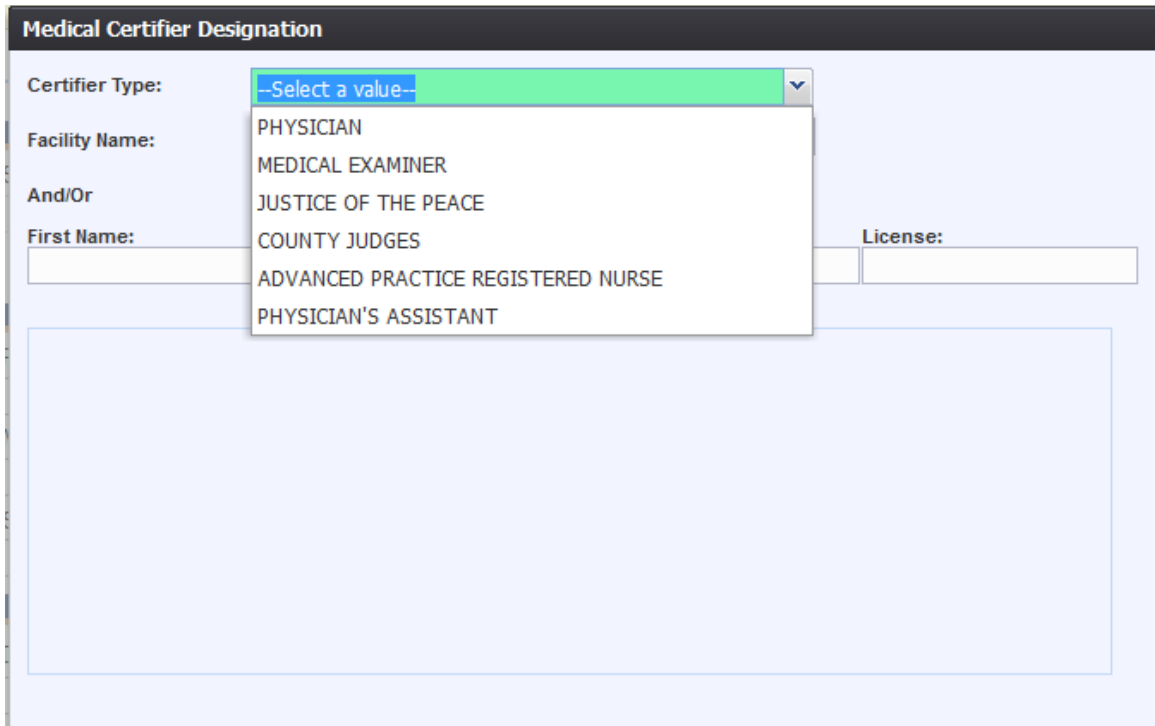 Medical Certifier Designation
Certifier Type: --Select a value--
PHYSICIAN
Facility Name:
MEDICAL EXAMINER
And/Or
JUSTICE OF THE PEACE
First Name: COUNTY JUDGES License:
ADVANCED PRACTICE REGISTERED NURSE
PHYSICIAN'S ASSISTANT